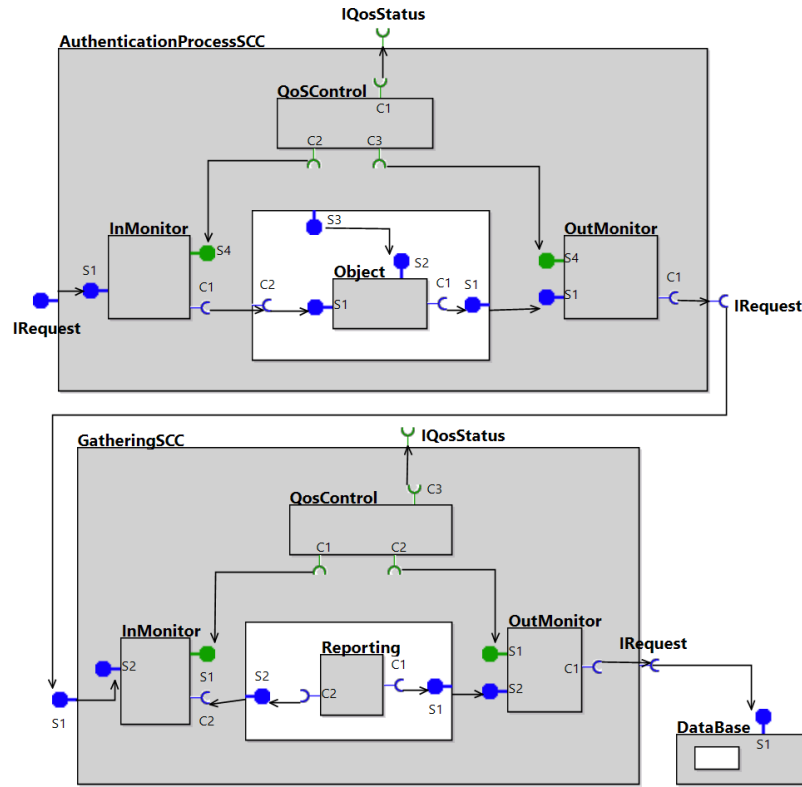 IQosStatus
AuthenticationProcessSCC
QoSControl
C1
C2
C3
InMonitor
S3
OutMonitor
S4
S2
S4
S1
Object
C1
C2
C1
S1
C1
S1
S1
IRequest
IRequest
IQosStatus
GatheringSCC
C3
QosControl
C1
C2
InMonitor
OutMonitor
Reporting
IRequest
S1
S2
S1
S2
C1
C1
C2
S2
S1
S1
C2
DataBase
S1